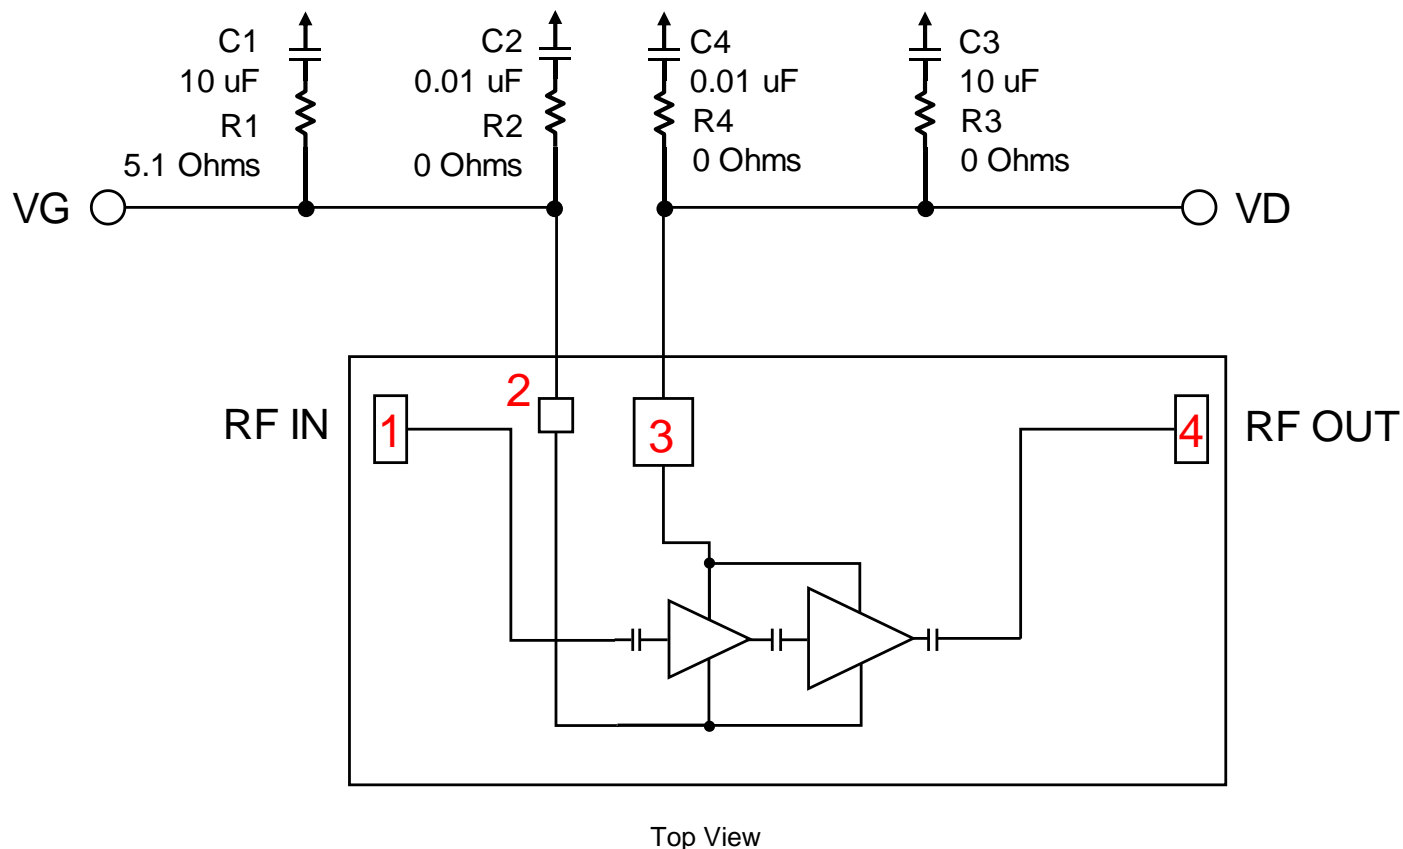 C1
10 uF
R1
5.1 Ohms
C2
0.01 uF
R2
0 Ohms
C4
0.01 uF
R4
0 Ohms
C3
10 uF
R3
0 Ohms
VG
VD
RF IN
1
2
3
4
RF OUT
Top View